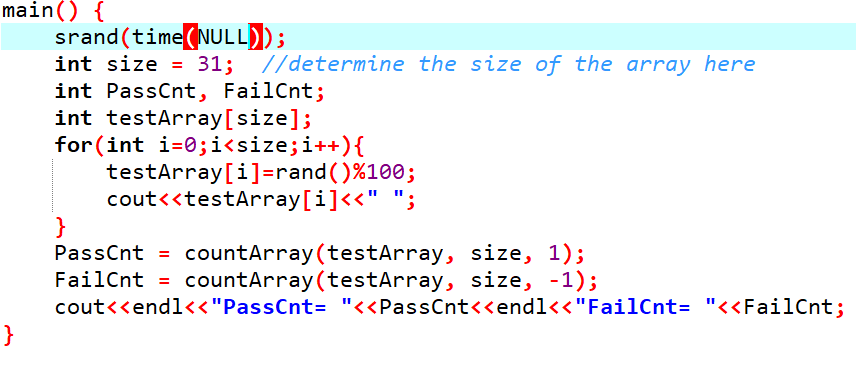 main() {
    srand(time(NULL));
    int size = 31;  //determine the size of the array here
    int PassCnt, FailCnt;
    int testArray[size];
    for(int i=0;i<size;i++){
        testArray[i]=rand()%100;
        cout<<testArray[i]<<" ";
    }
    PassCnt = countArray(testArray, size, 1);
    FailCnt = countArray(testArray, size, -1);
    cout<<endl<<"PassCnt= "<<PassCnt<<endl<<"FailCnt= "<<FailCnt;
}